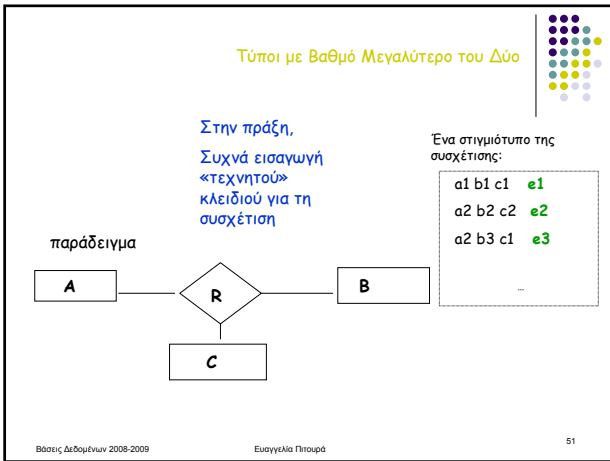 Τύποι με Βαθμό Μεγαλύτερο του Δύο
Στην πράξη,
Συχνά εισαγωγή
«τεχνητού»
κλειδιού για τη
συσχέτιση
Ένα στιγμιότυπο της
συσχέτισης:
a1 b1 c1 e1
a2 b2 c2 e2
a2 b3 c1 e3
...
παράδειγμα
A
R
B
C
Βάσεις Δεδομένων 2008-2009
Ευαγγελία Πιτουρά
51